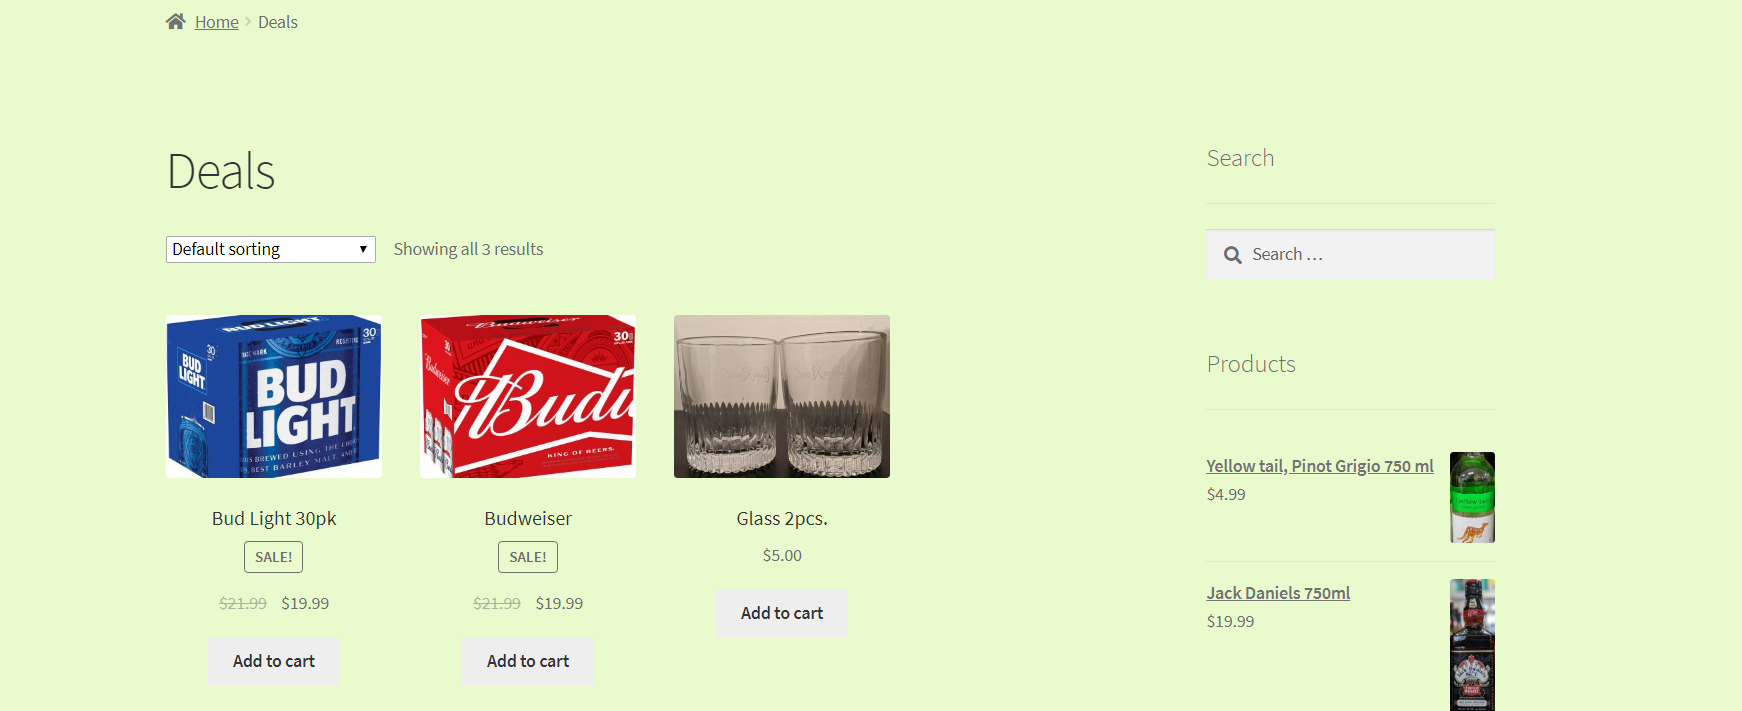 Home > Deals
Deals
Default sorting
Showing all 3 results
BUD LIGHT
30
BUD
LIGHT
30
BUD
LIGHT
Budweiser
30
Budweiser
KING OF BEERS.
Bud Light 30pk
SALE!
$21.99 $19.99
Add to cart
Budweiser
SALE!
$21.99 $19.99
Add to cart
Glass 2pcs.
$5.00
Add to cart
Search
Search …
Products
Yellow tail, Pinot Grigio 750 ml
$4.99
Jack Daniels 750ml
$19.99